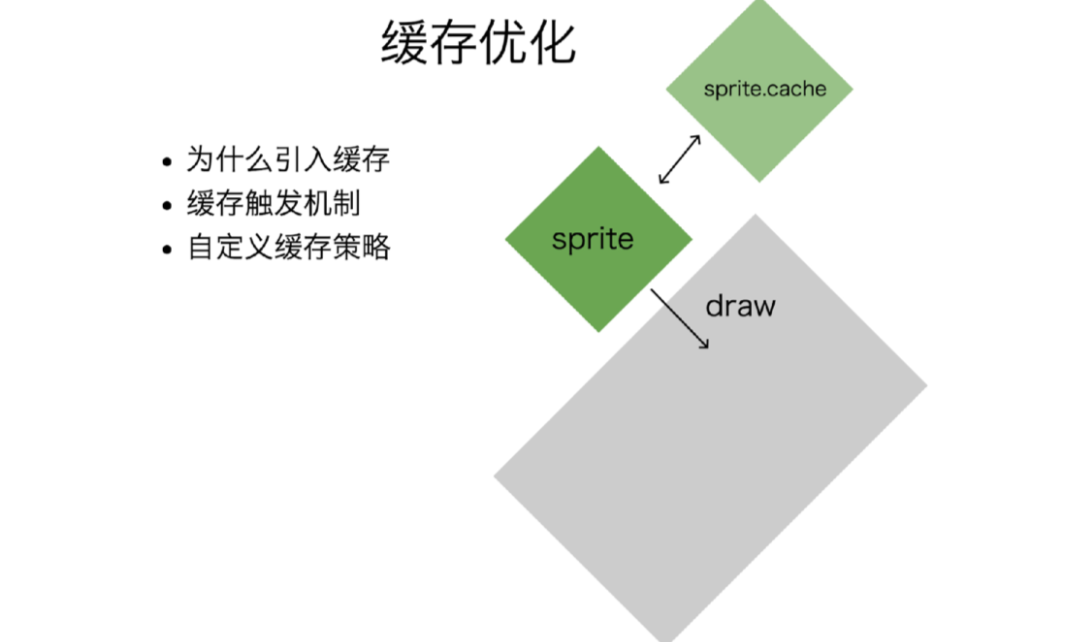 缓存优化
为什么引入缓存
缓存触发机制
自定义缓存策略
sprite.cache
sprite
draw